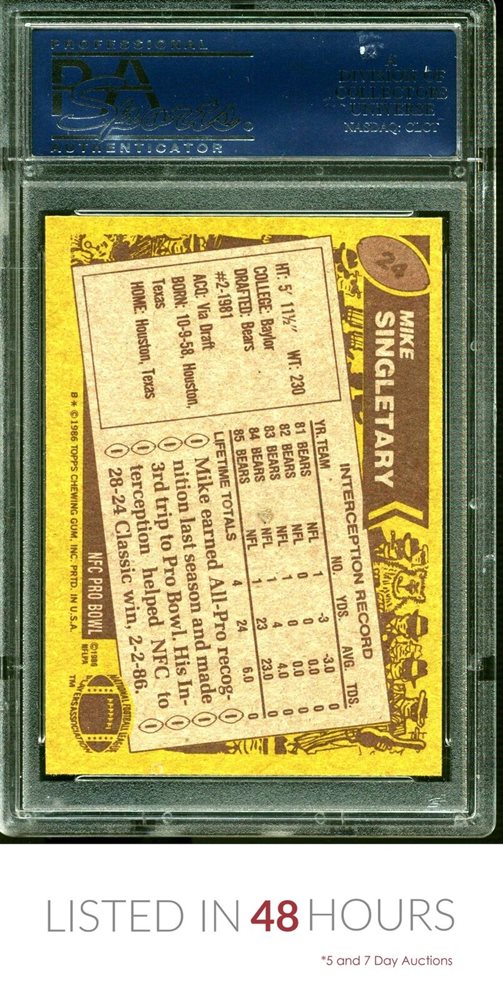 PROFESSIONAL
PSA
Sports
AUTHENTICATOR
A
DIVISION OF
COLLECTORS
UNIVERSE
NASDAQ: CLCT
24
MIKE
SINGLETARY
HT: 5' 11½" WT: 230
COLLEGE: Baylor
DRAFTED: Bears
#2-1981
ACQ: Via Draft
BORN: 10-9-58, Houston,
Texas
HOME: Houston, Texas
INTERCEPTION RECORD
YR. TEAM NO. YDS. AVG. TDS.
81 BEARS NFL 1 -3 -3.0 0
82 BEARS NFL 0 0 0.0 0
83 BEARS NFL 1 0 0.0 0
84 BEARS NFL 1 4 4.0 0
85 BEARS NFL 1 23 23.0 0
LIFETIME TOTALS 4 24 6.0 0
Mike earned All-Pro recog-
nition last season and made
3rd trip to Pro Bowl. His In-
terception helped NFC to
28-24 Classic win, 2-2-86.
NFC PRO BOWL
B* © 1986 TOPPS CHEWING GUM, INC. PRTD. IN U.S.A.
© 1986
NFLPA
TM
LISTED IN 48 HOURS
*5 and 7 Day Auctions